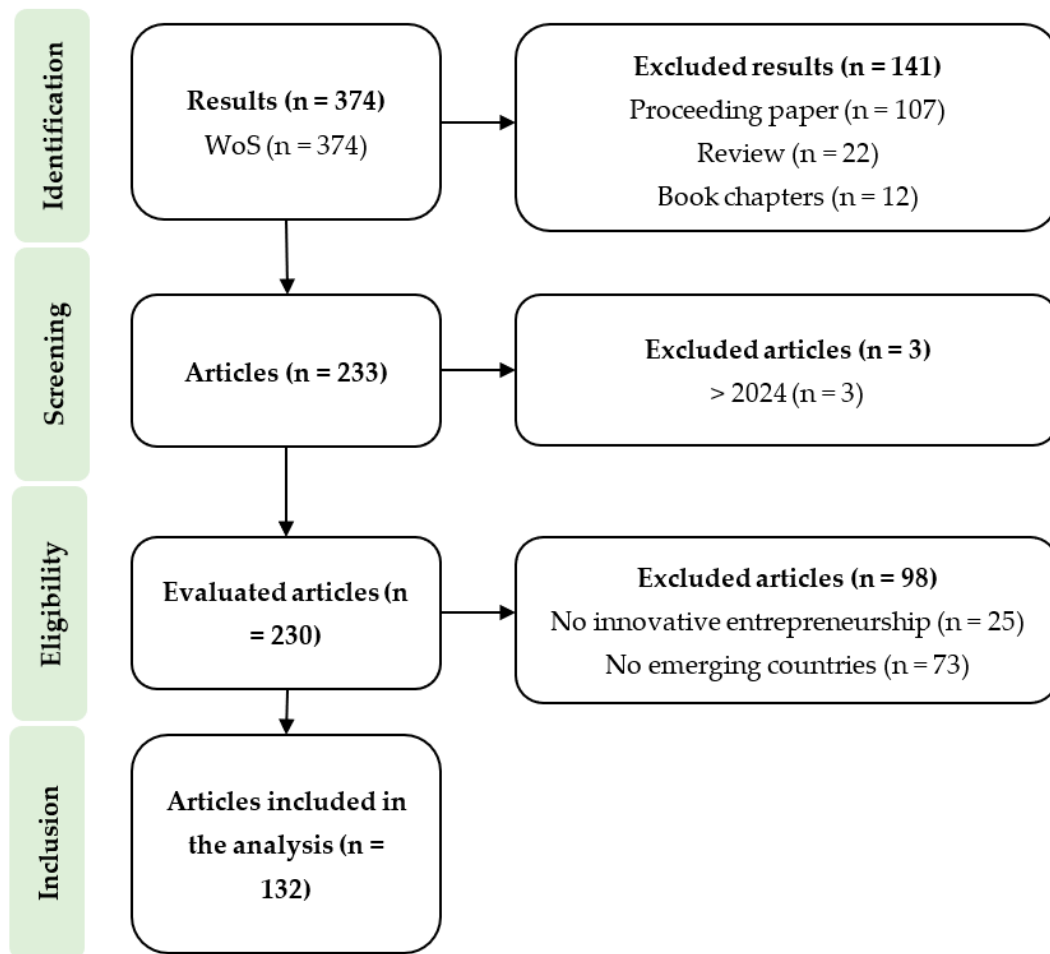 Identification
Results (n = 374)
WoS (n = 374)
Excluded results (n = 141)
Proceeding paper (n = 107)
Review (n = 22)
Book chapters (n = 12)
Screening
Articles (n = 233)
Excluded articles (n = 3)
> 2024 (n = 3)
Eligibility
Evaluated articles (n
= 230)
Excluded articles (n = 98)
No innovative entrepreneurship (n = 25)
No emerging countries (n = 73)
Inclusion
Articles included in
the analysis (n =
132)